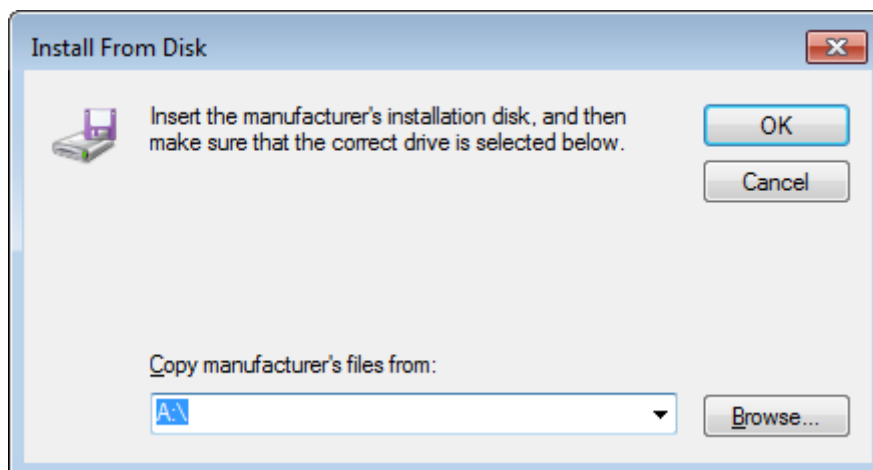 Install From Disk
Insert the manufacturer's installation disk, and then
make sure that the correct drive is selected below.
OK
Cancel
Copy manufacturer's files from:
A:\
Browse...